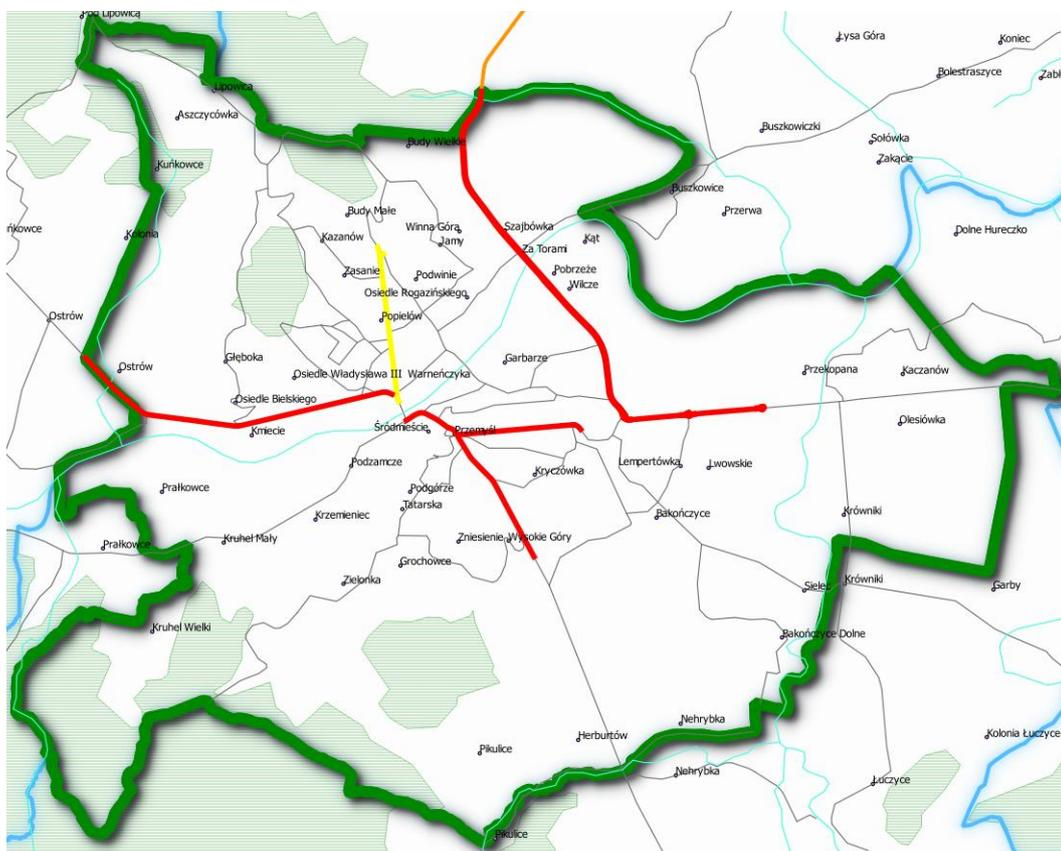 Pod Lipowicą
Łysa Góra
Koniec
Bolestraszyce
Lipowica
Aszczycówka
Buszkowiczki
Sołówka
Budy Wielkie
Zakącie
Kuńkowce
Buszkowice
Budy Małe
Przerwa
Winna Góra
Szajbówka
Kolonia
Kazanów
Jamy
Kąt
Dolne Hureczko
Za Torami
Zasanie
Podwinie
Pobrzeże
Wilcze
Osiedle Rogazińskiego
Ostrów
Popielów
Głęboka
Garbarze
Ostrów
Osiedle Władysława III Warneńczyka
Przekopana
Kaczanów
Osiedle Bielskiego
Olesiówka
Kmiecie
Śródmieście
Przemyśl
Podzamcze
Lempertówka
Lwowskie
Kryczówka
Prałkowce
Podgórze
Tatarska
Krzemieniec
Bakończyce
Krówniki
Prałkowce
Kruhel Mały
Zniesienie
Wysokie Góry
Grochowce
Zielonka
Sielec
Krówniki
Garby
Kruhel Wielki
Bakończyce Dolne
Nehrybka
Herburtów
Kolonia Łuczyce
Pikulice
Nehrybka
Łuczyce
Pikulice